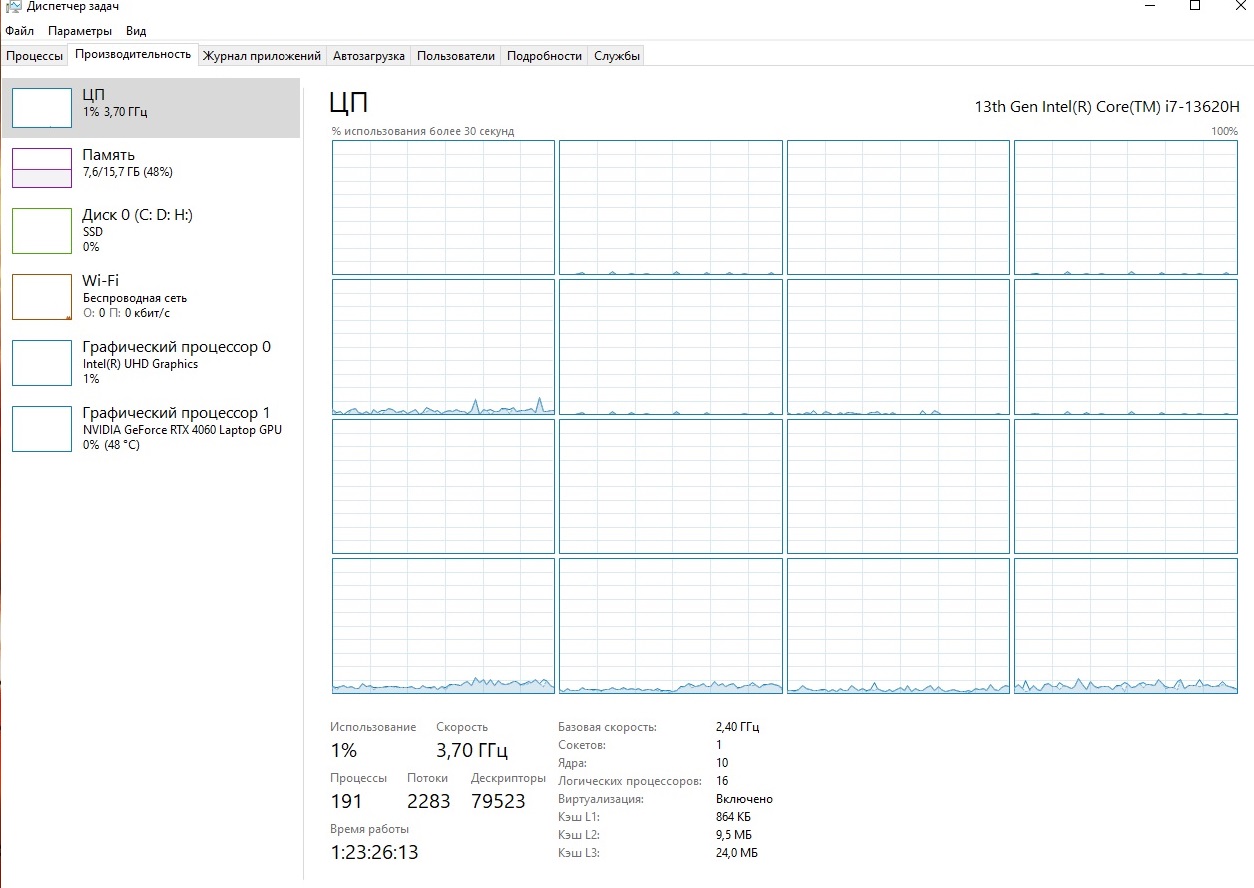 Диспетчер задач
Файл Параметры Вид
Процессы Производительность Журнал приложений Автозагрузка Пользователи Подробности Службы
ЦП
1% 3,70 ГГц
Память
7,6/15,7 ГБ (48%)
Диск 0 (C: D: H:)
SSD
0%
Wi-Fi
Беспроводная сеть
О: 0 П: 0 кбит/с
Графический процессор 0
Intel(R) UHD Graphics
1%
Графический процессор 1
NVIDIA GeForce RTX 4060 Laptop GPU
0% (48 °C)
ЦП
13th Gen Intel(R) Core(TM) i7-13620H
% использования более 30 секунд 100%
Использование Скорость
1% 3,70 ГГц
Процессы Потоки Дескрипторы
191 2283 79523
Время работы
1:23:26:13
Базовая скорость: 2,40 ГГц
Сокетов: 1
Ядра: 10
Логических процессоров: 16
Виртуализация: Включено
Кэш L1: 864 КБ
Кэш L2: 9,5 МБ
Кэш L3: 24,0 МБ